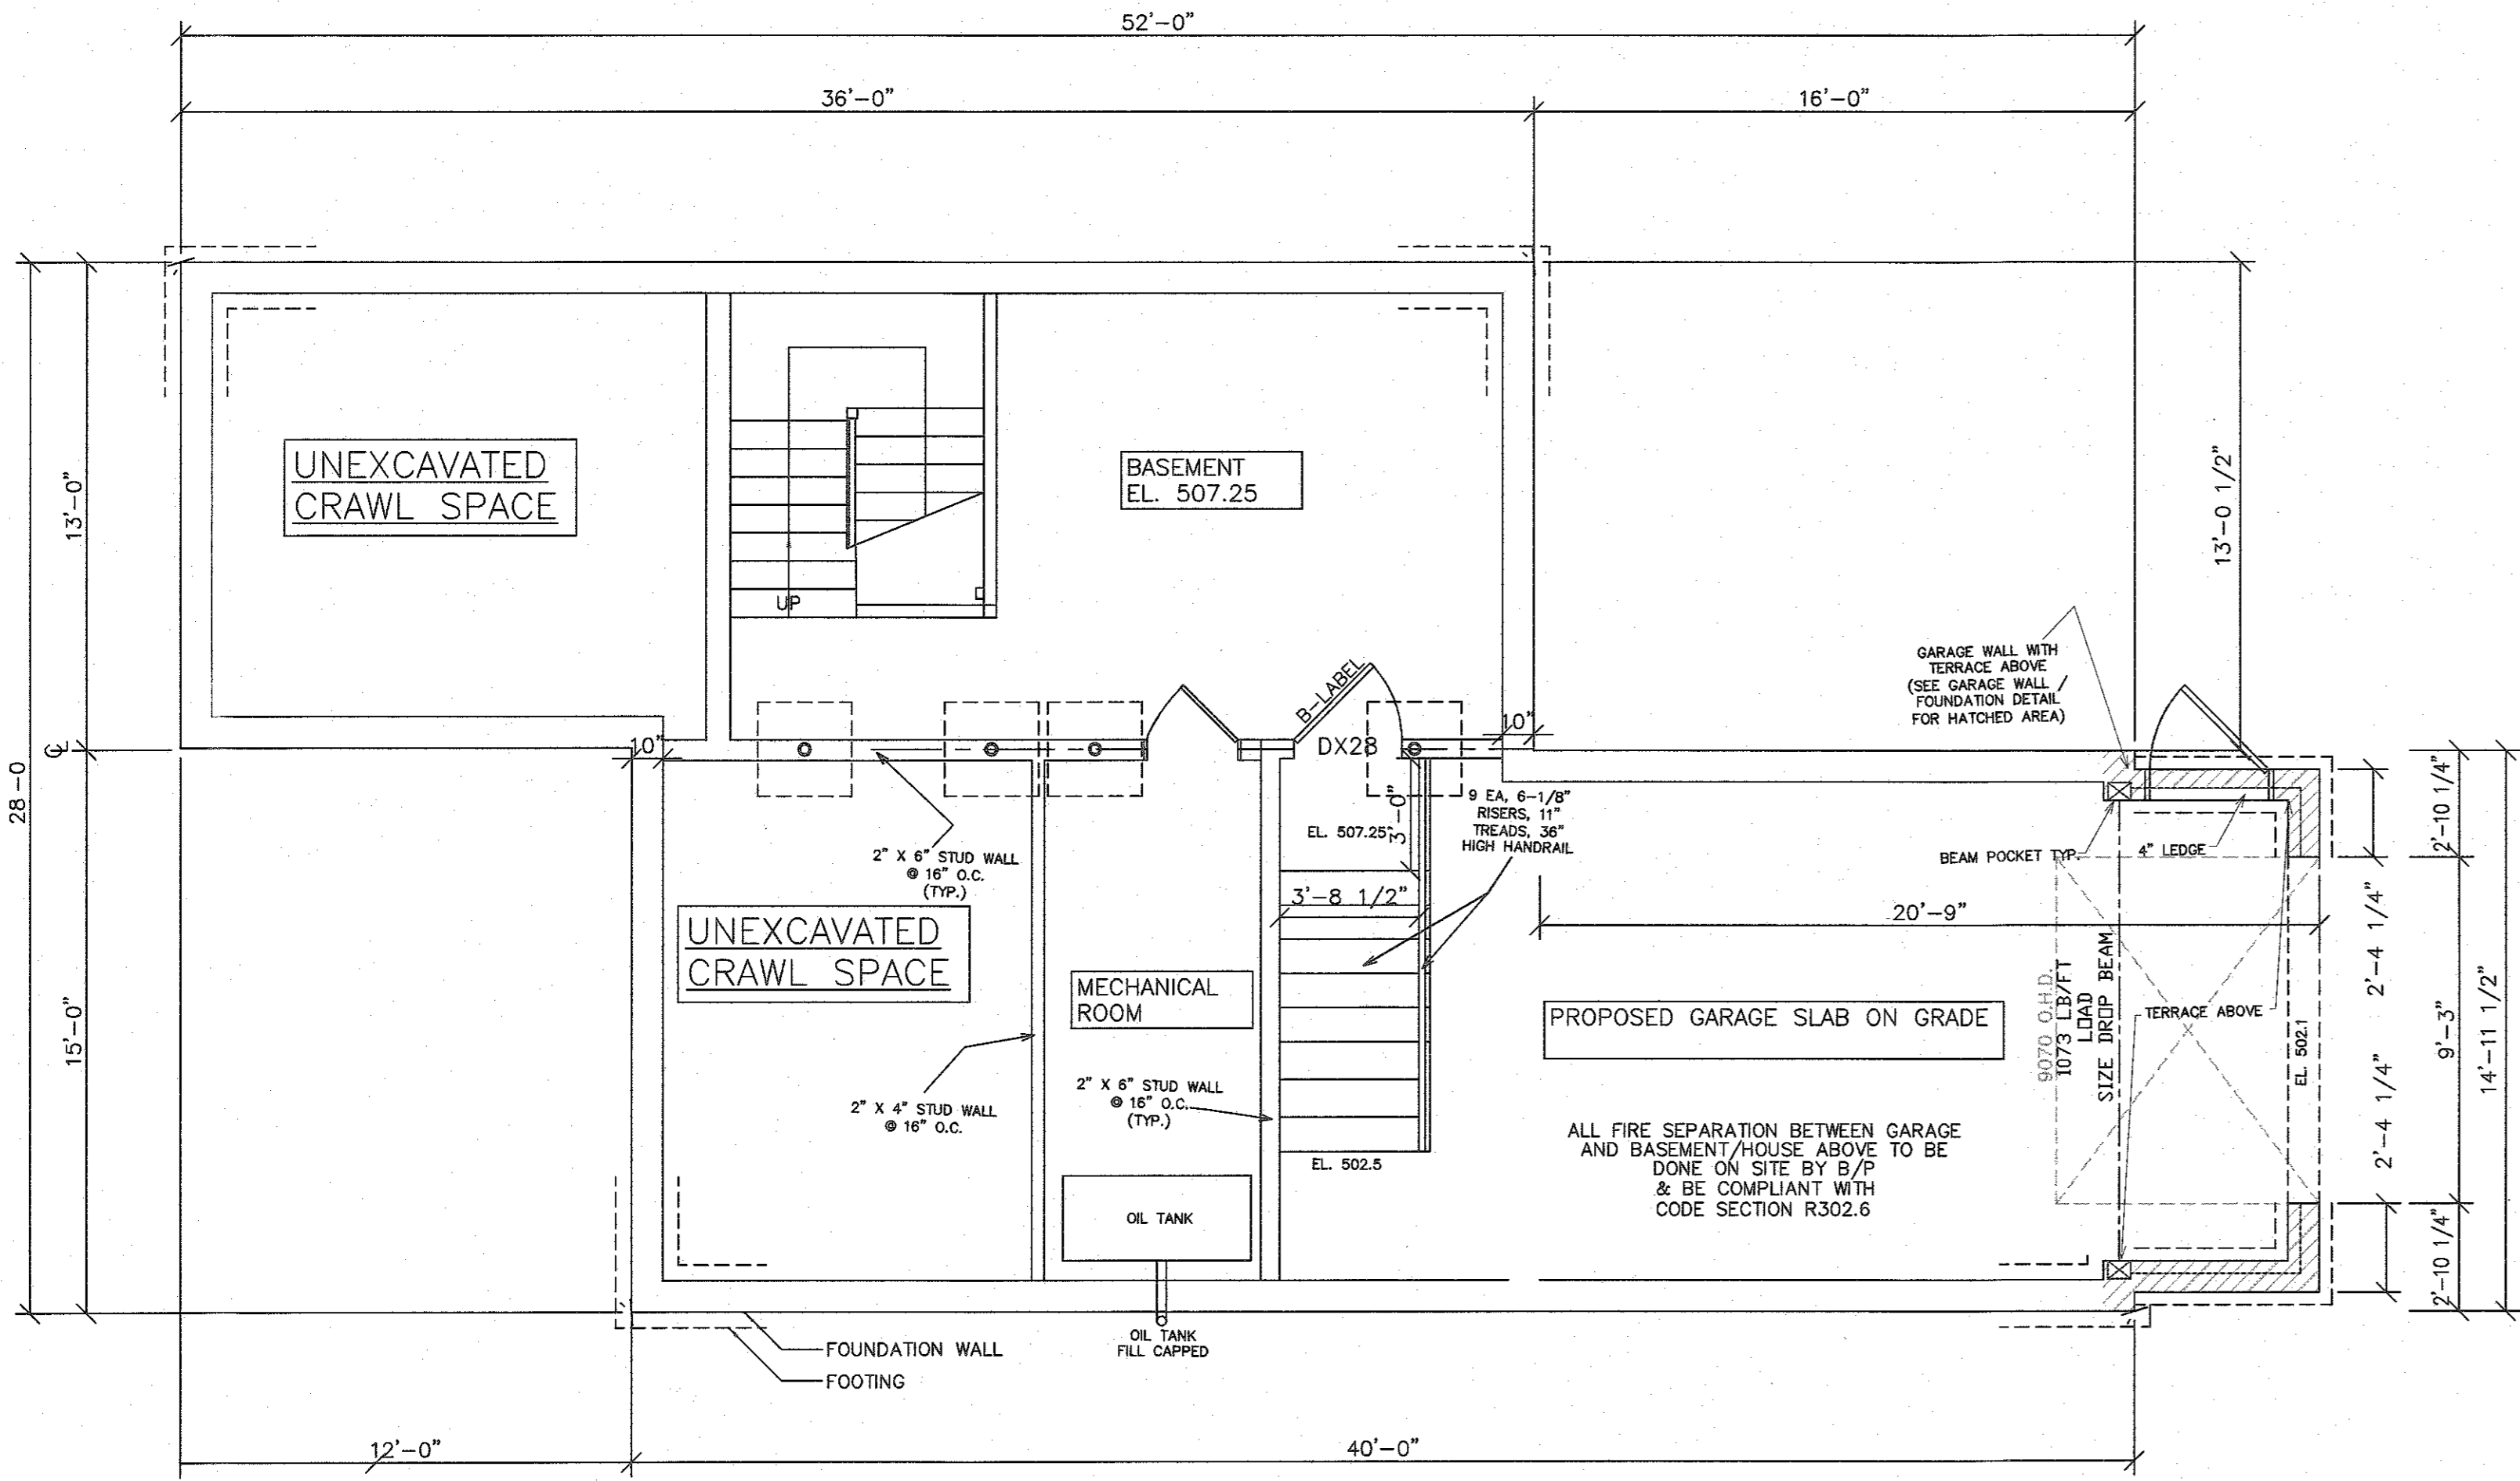 52'-0"
36'-0"
16'-0"
28'-0
13'-0"
15'-0"
UNEXCAVATED
CRAWL SPACE
UP
BASEMENT
EL. 507.25
13'-0 1/2"
GARAGE WALL WITH
TERRACE ABOVE
(SEE GARAGE WALL /
FOUNDATION DETAIL
FOR HATCHED AREA)
B-LABEL
DX28
10"
10"
2" X 6" STUD WALL
@ 16" O.C.
(TYP.)
EL. 507.25
3'-0"
9 EA, 6-1/8"
RISERS, 11"
TREADS, 36"
HIGH HANDRAIL
3'-8 1/2"
BEAM POCKET TYP.
4" LEDGE
20'-9"
UNEXCAVATED
CRAWL SPACE
MECHANICAL
ROOM
PROPOSED GARAGE SLAB ON GRADE
9070 O.H.D.
1073 LB/FT
LOAD
SIZE DROP BEAM
TERRACE ABOVE
EL. 502.1
2'-10 1/4"
2'-4 1/4"
9'-3"
2'-4 1/4"
14'-11 1/2"
2'-10 1/4"
2" X 4" STUD WALL
@ 16" O.C.
2" X 6" STUD WALL
@ 16" O.C.
(TYP.)
ALL FIRE SEPARATION BETWEEN GARAGE
AND BASEMENT/HOUSE ABOVE TO BE
DONE ON SITE BY B/P
& BE COMPLIANT WITH
CODE SECTION R302.6
EL. 502.5
OIL TANK
OIL TANK
FILL CAPPED
FOUNDATION WALL
FOOTING
12'-0"
40'-0"